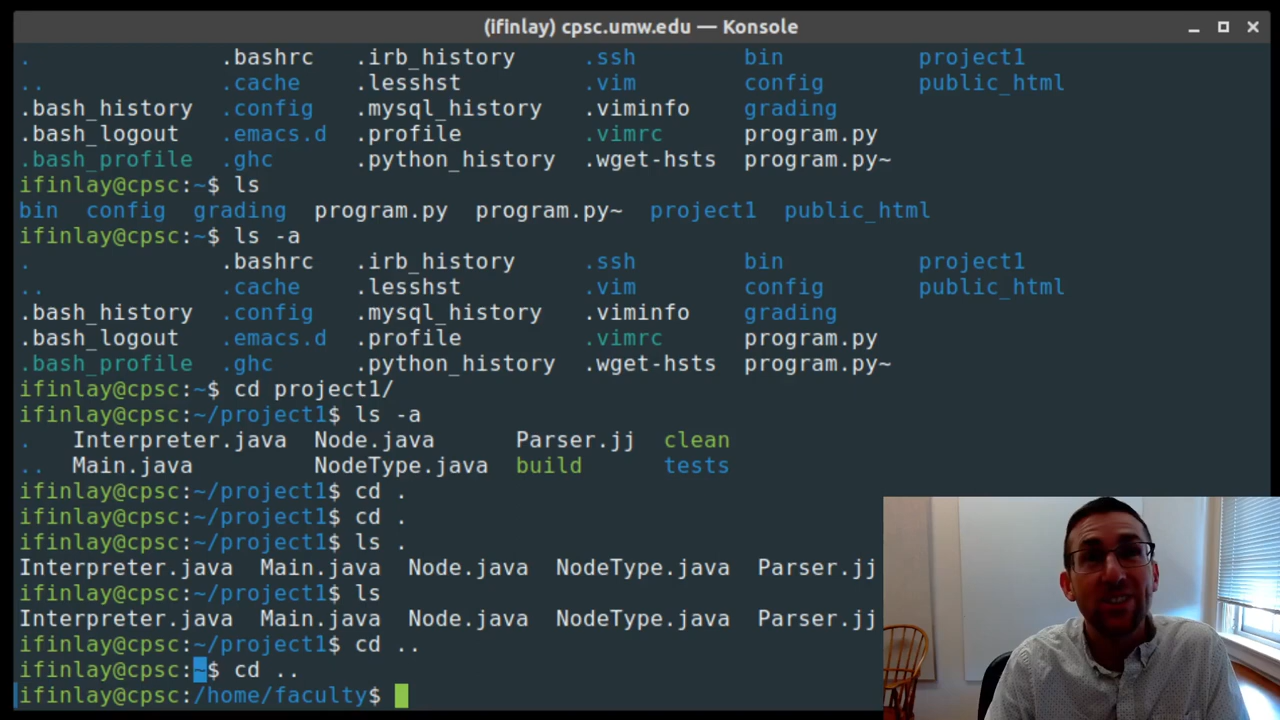 (ifinlay) cpsc.umw.edu — Konsole
. .bashrc .irb_history .ssh bin project1
.. .cache .lesshst .vim config public_html
.bash_history .config .mysql_history .viminfo grading
.bash_logout .emacs.d .profile .vimrc program.py
.bash_profile .ghc .python_history .wget-hsts program.py~
ifinlay@cpsc:~$ ls
bin config grading program.py program.py~ project1 public_html
ifinlay@cpsc:~$ ls -a
. .bashrc .irb_history .ssh bin project1
.. .cache .lesshst .vim config public_html
.bash_history .config .mysql_history .viminfo grading
.bash_logout .emacs.d .profile .vimrc program.py
.bash_profile .ghc .python_history .wget-hsts program.py~
ifinlay@cpsc:~$ cd project1/
ifinlay@cpsc:~/project1$ ls -a
. Interpreter.java Node.java Parser.jj clean
.. Main.java NodeType.java build tests
ifinlay@cpsc:~/project1$ cd .
ifinlay@cpsc:~/project1$ cd .
ifinlay@cpsc:~/project1$ ls .
Interpreter.java Main.java Node.java NodeType.java Parser.jj
ifinlay@cpsc:~/project1$ ls
Interpreter.java Main.java Node.java NodeType.java Parser.jj
ifinlay@cpsc:~/project1$ cd ..
ifinlay@cpsc:~$ cd ..
ifinlay@cpsc:/home/faculty$